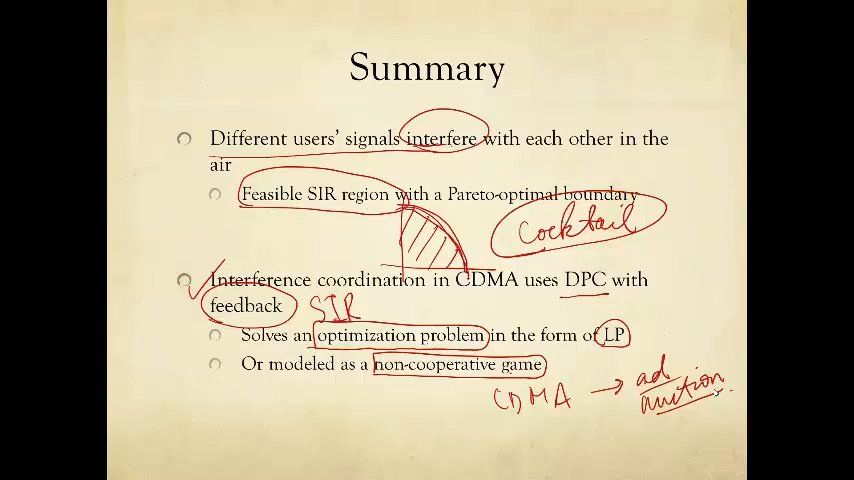 Summary
Different users' signals interfere with each other in the
air
Feasible SIR region with a Pareto-optimal boundary
cocktail
Interference coordination in CDMA uses DPC with
feedback SIR
Solves an optimization problem in the form of LP
Or modeled as a non-cooperative game
CDMA → ad
auction